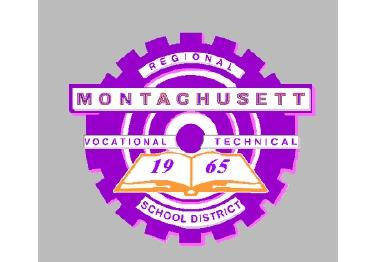 REGIONAL
MONTACHUSETT
VOCATIONAL TECHNICAL
19 65
SCHOOL DISTRICT